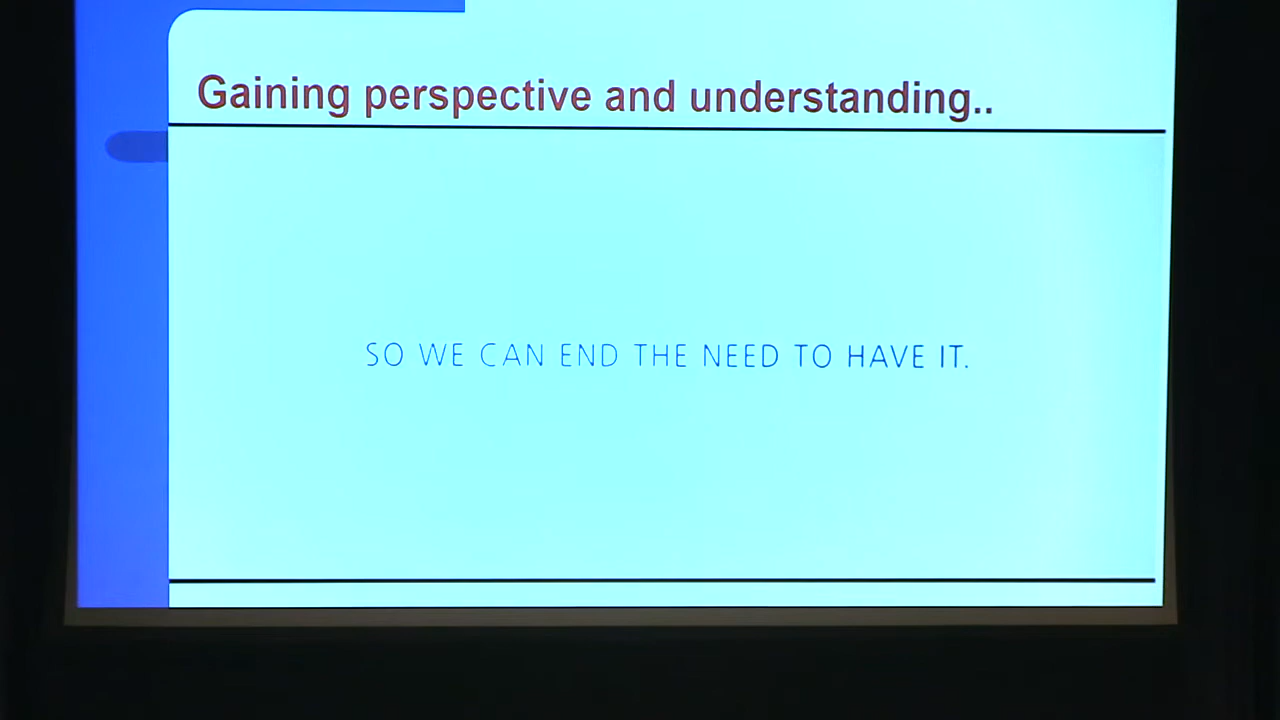 Gaining perspective and understanding..
SO WE CAN END THE NEED TO HAVE IT.